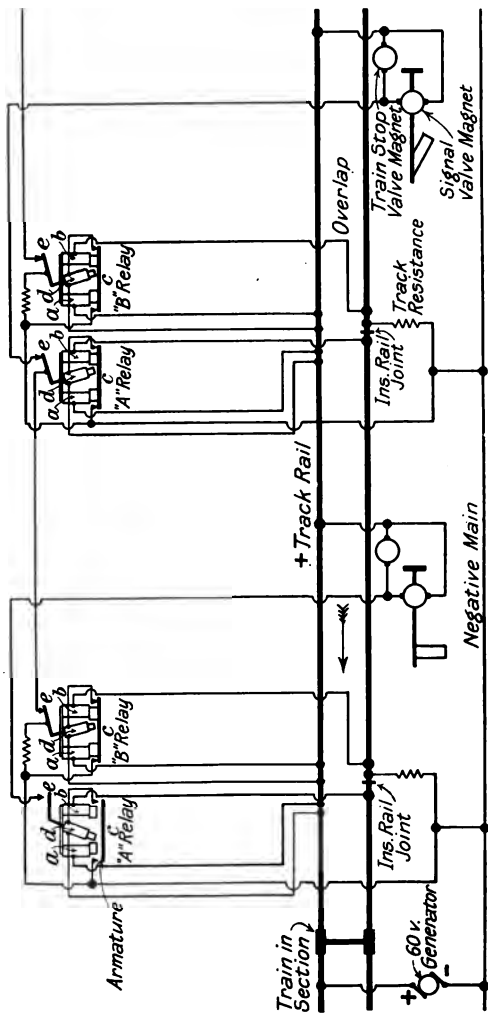 e
a d b
c
"A" Relay
Armature
e
a d b
c
"B" Relay
e
a d b
c
"A" Relay
e
a d b
c
"B" Relay
Train in
Section
+ Track Rail
Overlap
Ins. Rail
Joint
Ins. Rail
Joint
Track
Resistance
Train Stop
Valve Magnet
Signal
Valve Magnet
+
60 v.
Generator
-
Negative Main